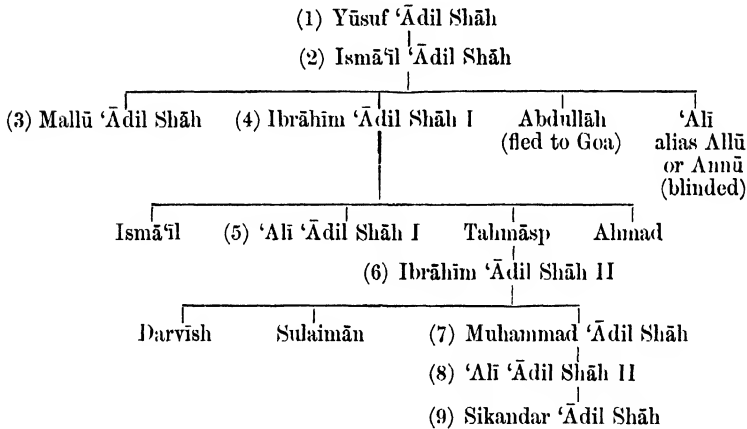 (1) Yūsuf ‘Ādil Shāh
(2) Ismā‘īl ‘Ādil Shāh
(3) Mallū ‘Ādil Shāh (4) Ibrāhīm ‘Ādil Shāh I Abdullāh ‘Alī
(fled to Goa) alias Allū
or Annū
(blinded)
Ismā‘īl (5) ‘Alī ‘Ādil Shāh I Tahmāsp Ahmad
(6) Ibrāhīm ‘Ādil Shāh II
Darvīsh Sulaimān (7) Muhammad ‘Ādil Shāh
(8) ‘Alī ‘Ādil Shāh II
(9) Sikandar ‘Ādil Shāh